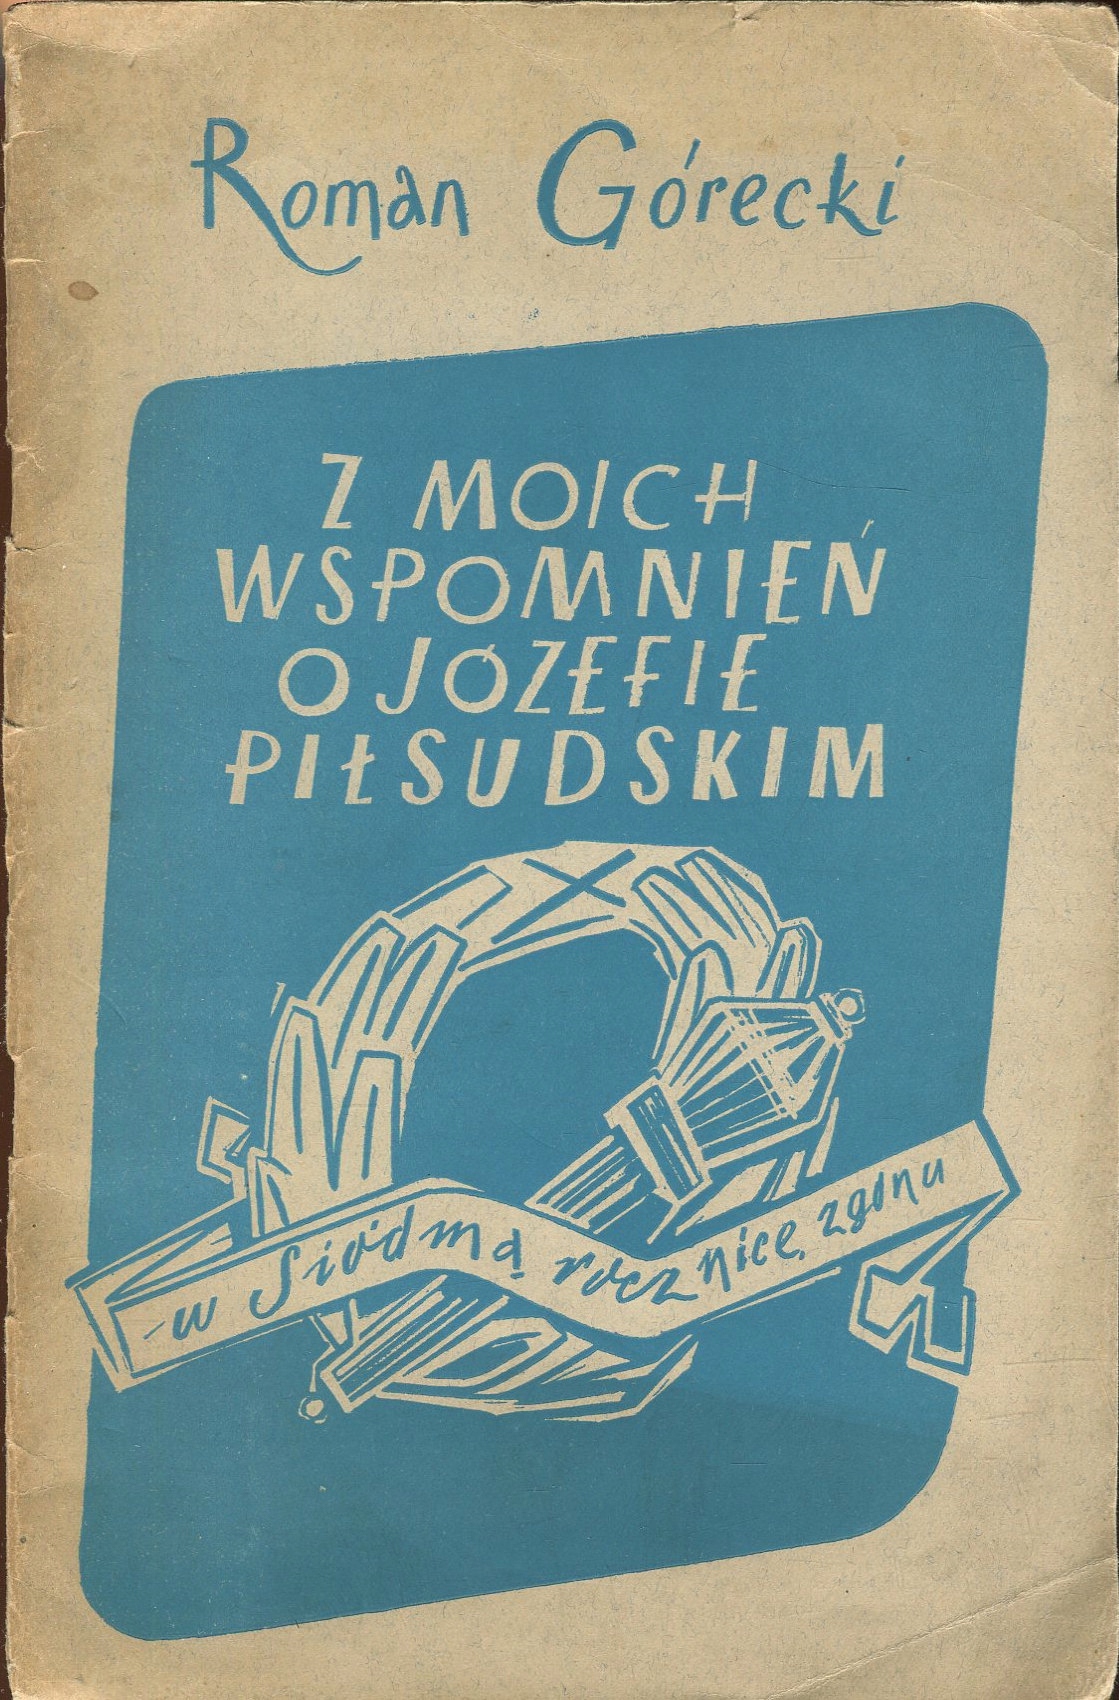 Roman Górecki
Z MOICH
WSPOMNIEŃ
O JÓZEFIE
PIŁSUDSKIM
-w Siódmą rocznicę zgonu